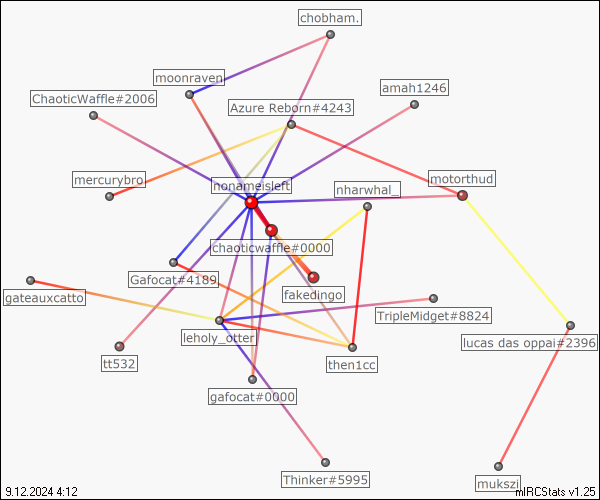 chobham.
moonraven
amah1246
ChaoticWaffle#2006
Azure Reborn#4243
mercurybro
nonameisleft
nharwhal_
motorthud
chaoticwaffle#0000
Gafocat#4189
fakedingo
gateauxcatto
TripleMidget#8824
leholy_otter
lucas das oppai#2396
tt532
then1cc
gafocat#0000
Thinker#5995
mukszi
9.12.2024 4:12
mIRCStats v1.25